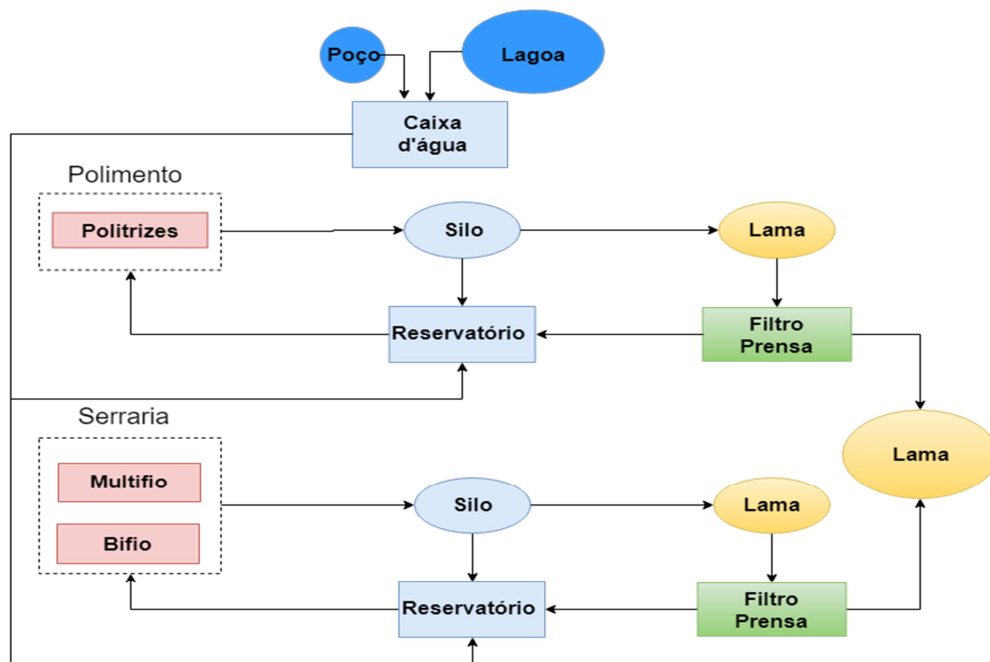 Poço
Lagoa
Caixa
d'água
Polimento
Politrizes
Silo
Lama
Reservatório
Filtro
Prensa
Serraria
Lama
Multifio
Silo
Lama
Bifio
Reservatório
Filtro
Prensa